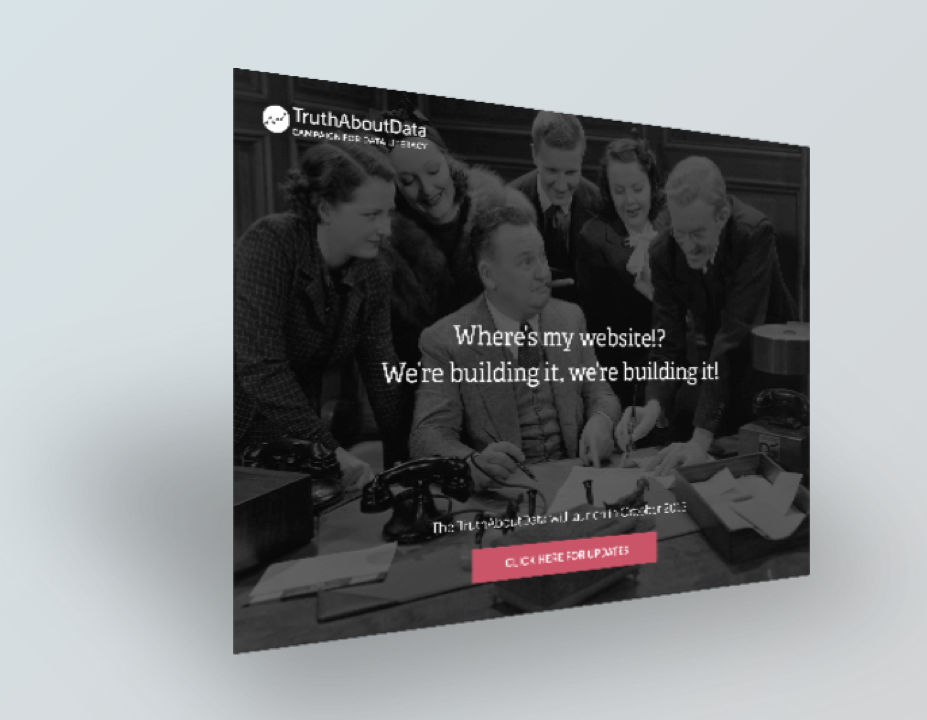 TruthAboutData
CAMPAIGN FOR DATA LITERACY
Where's my website!?
We're building it, we're building it!
The TruthAboutData will launch in October 2013
CLICK HERE FOR UPDATES